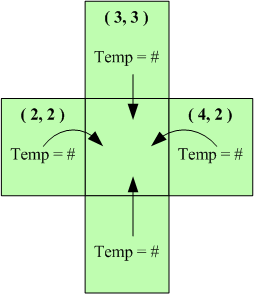 ( 3, 3 )
Temp = #
( 2, 2 )
Temp = #
( 4, 2 )
Temp = #
Temp = #